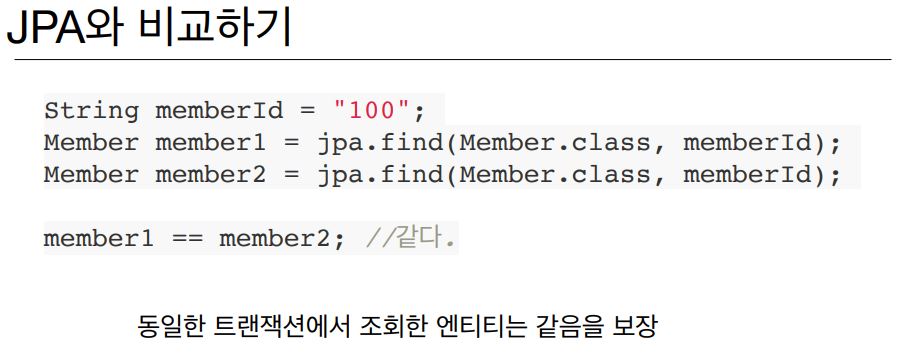 JPA와 비교하기
String memberId = "100";
Member member1 = jpa.find(Member.class, memberId);
Member member2 = jpa.find(Member.class, memberId);
member1 == member2; //같다.
동일한 트랜잭션에서 조회한 엔티티는 같음을 보장